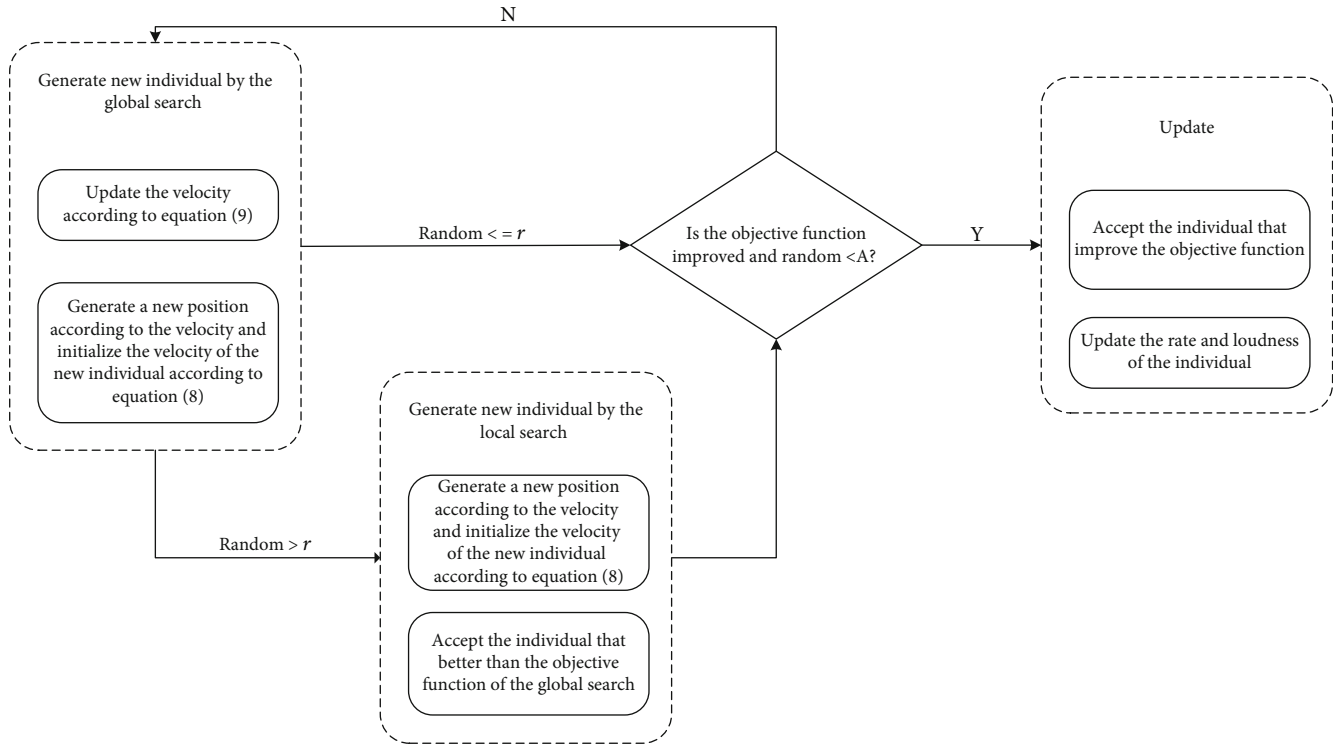 N
Generate new individual by the
global search
Update the velocity
according to equation (9)
Generate a new position
according to the velocity and
initialize the velocity of the
new individual according to
equation (8)
Random < = r
Random > r
Generate new individual by the
local search
Generate a new position
according to the velocity
and initialize the velocity
of the new individual
according to equation (8)
Accept the individual that
better than the objective
function of the global search
Is the objective function
improved and random <A?
Y
Update
Accept the individual that
improve the objective function
Update the rate and loudness
of the individual